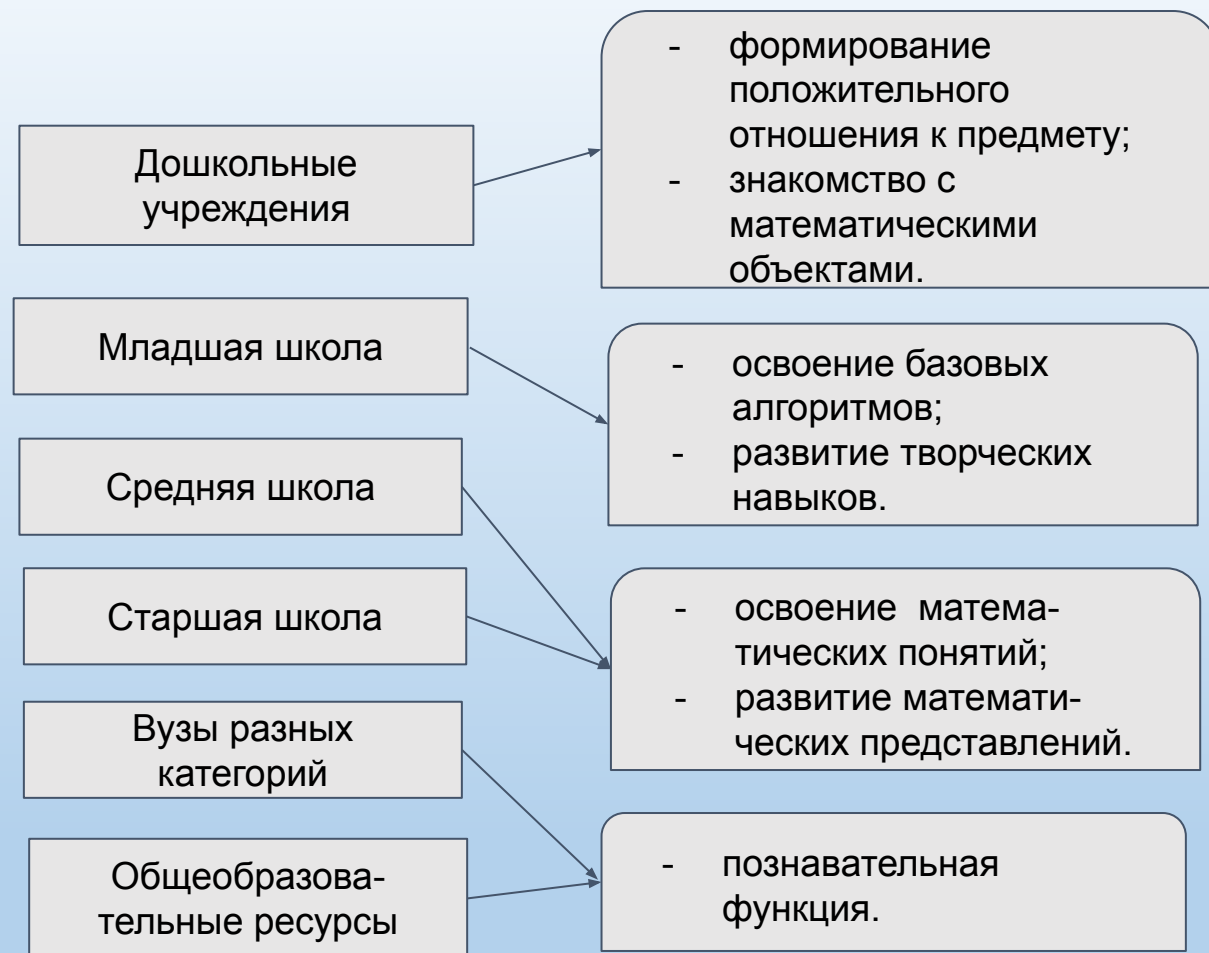 Дошкольные
учреждения
- формирование
положительного
отношения к предмету;
- знакомство с
математическими
объектами.
Младшая школа
- освоение базовых
алгоритмов;
- развитие творческих
навыков.
Средняя школа
Старшая школа
- освоение матема-
тических понятий;
- развитие математи-
ческих представлений.
Вузы разных
категорий
Общеобразова-
тельные ресурсы
- познавательная
функция.